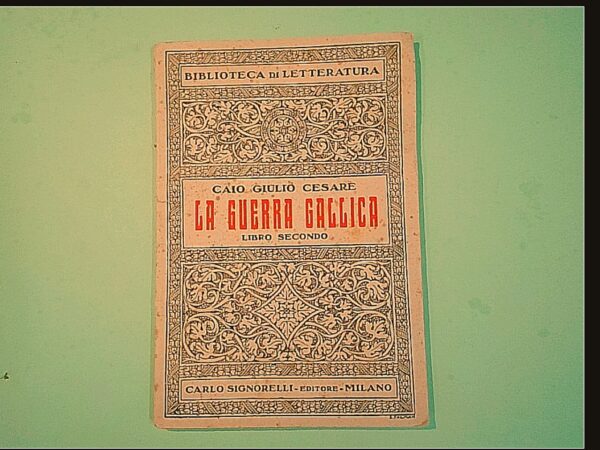 BIBLIOTECA DI LETTERATURA
CAIO GIULIO CESARE
LA GUERRA GALLICA
LIBRO SECONDO
CARLO SIGNORELLI - EDITORE - MILANO